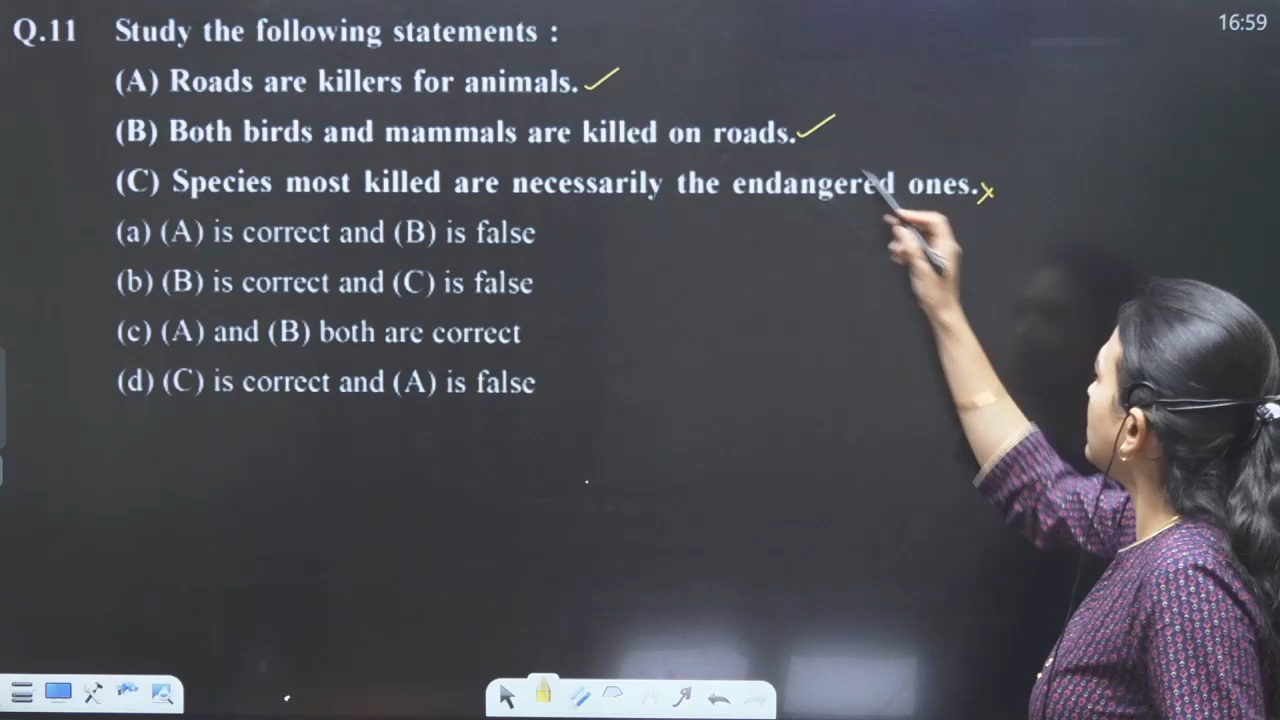 16:59
Q.11 Study the following statements :
(A) Roads are killers for animals.
(B) Both birds and mammals are killed on roads.
(C) Species most killed are necessarily the endangered ones.
(a) (A) is correct and (B) is false
(b) (B) is correct and (C) is false
(c) (A) and (B) both are correct
(d) (C) is correct and (A) is false